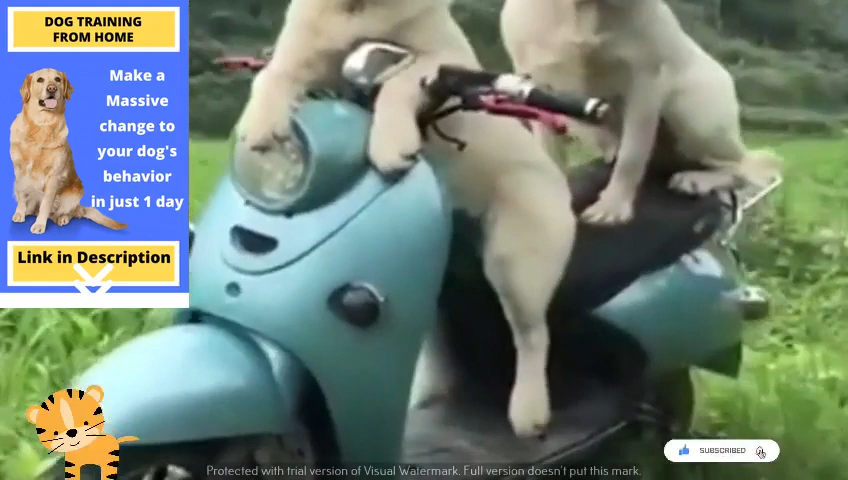 DOG TRAINING
FROM HOME
Make a
Massive
change to
your dog's
behavior
in just 1 day
Link in Description
SUBSCRIBED
Protected with trial version of Visual Watermark. Full version doesn't put this mark.